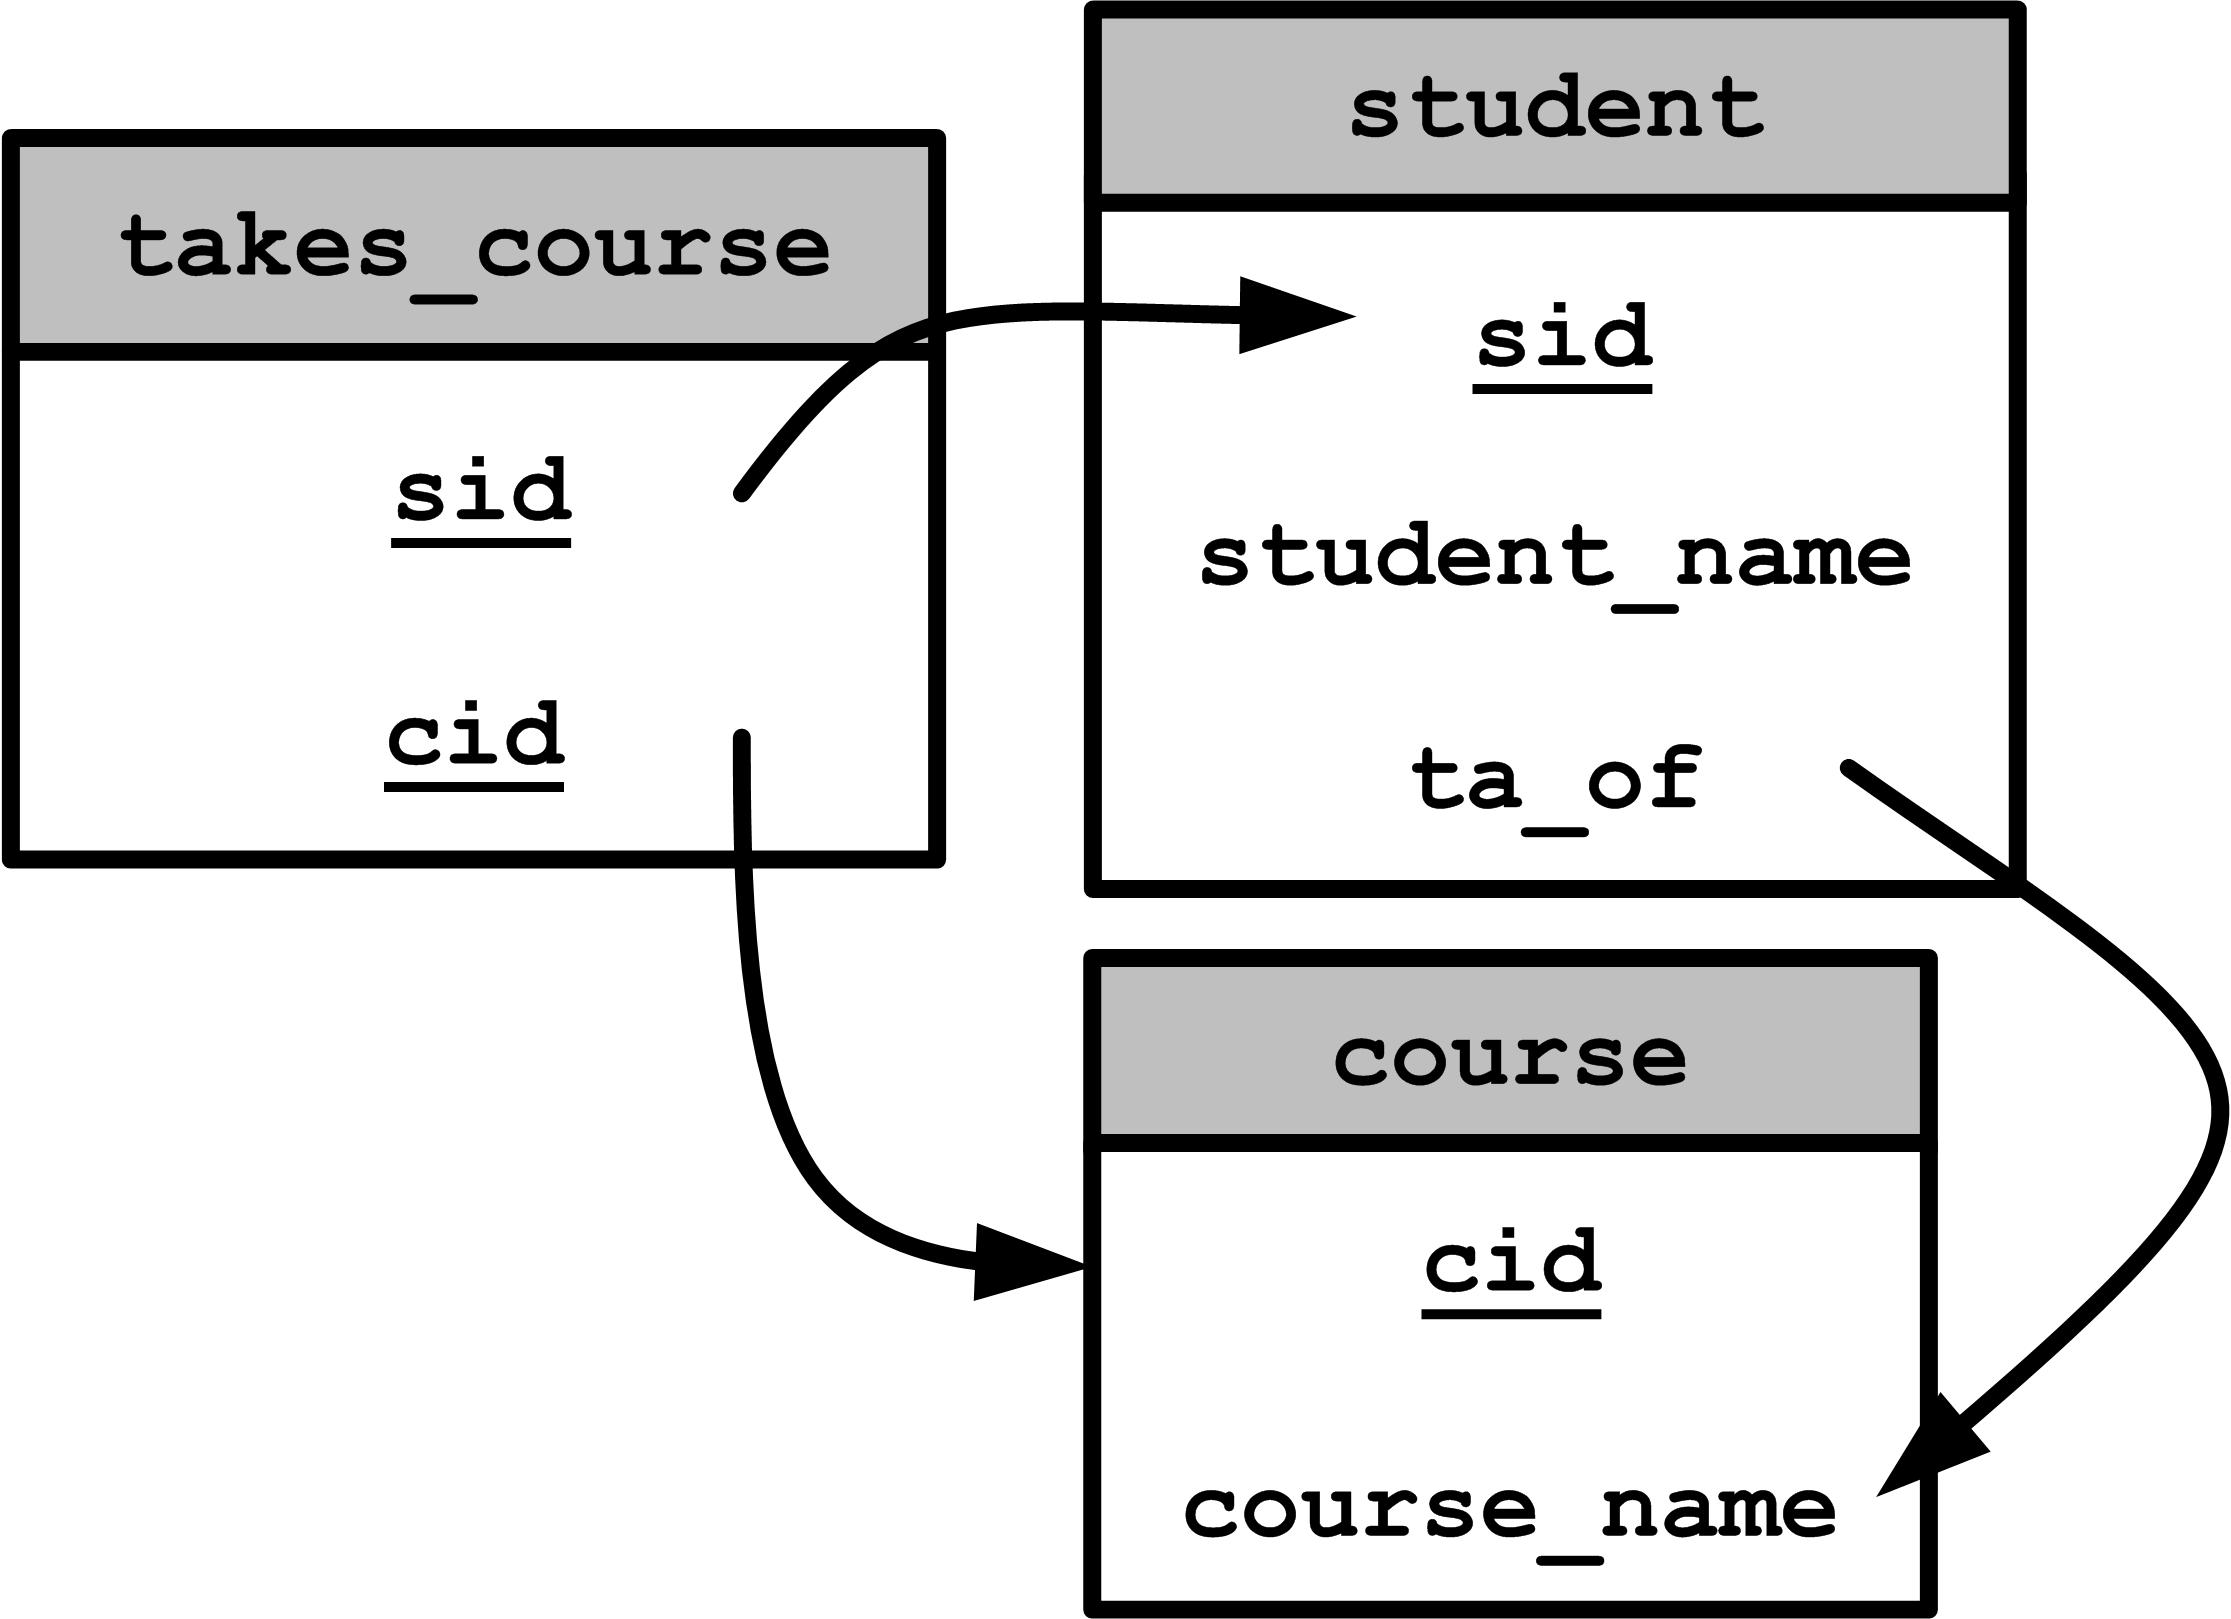 takes_course
sid
cid
student
sid
student_name
ta_of
course
cid
course_name